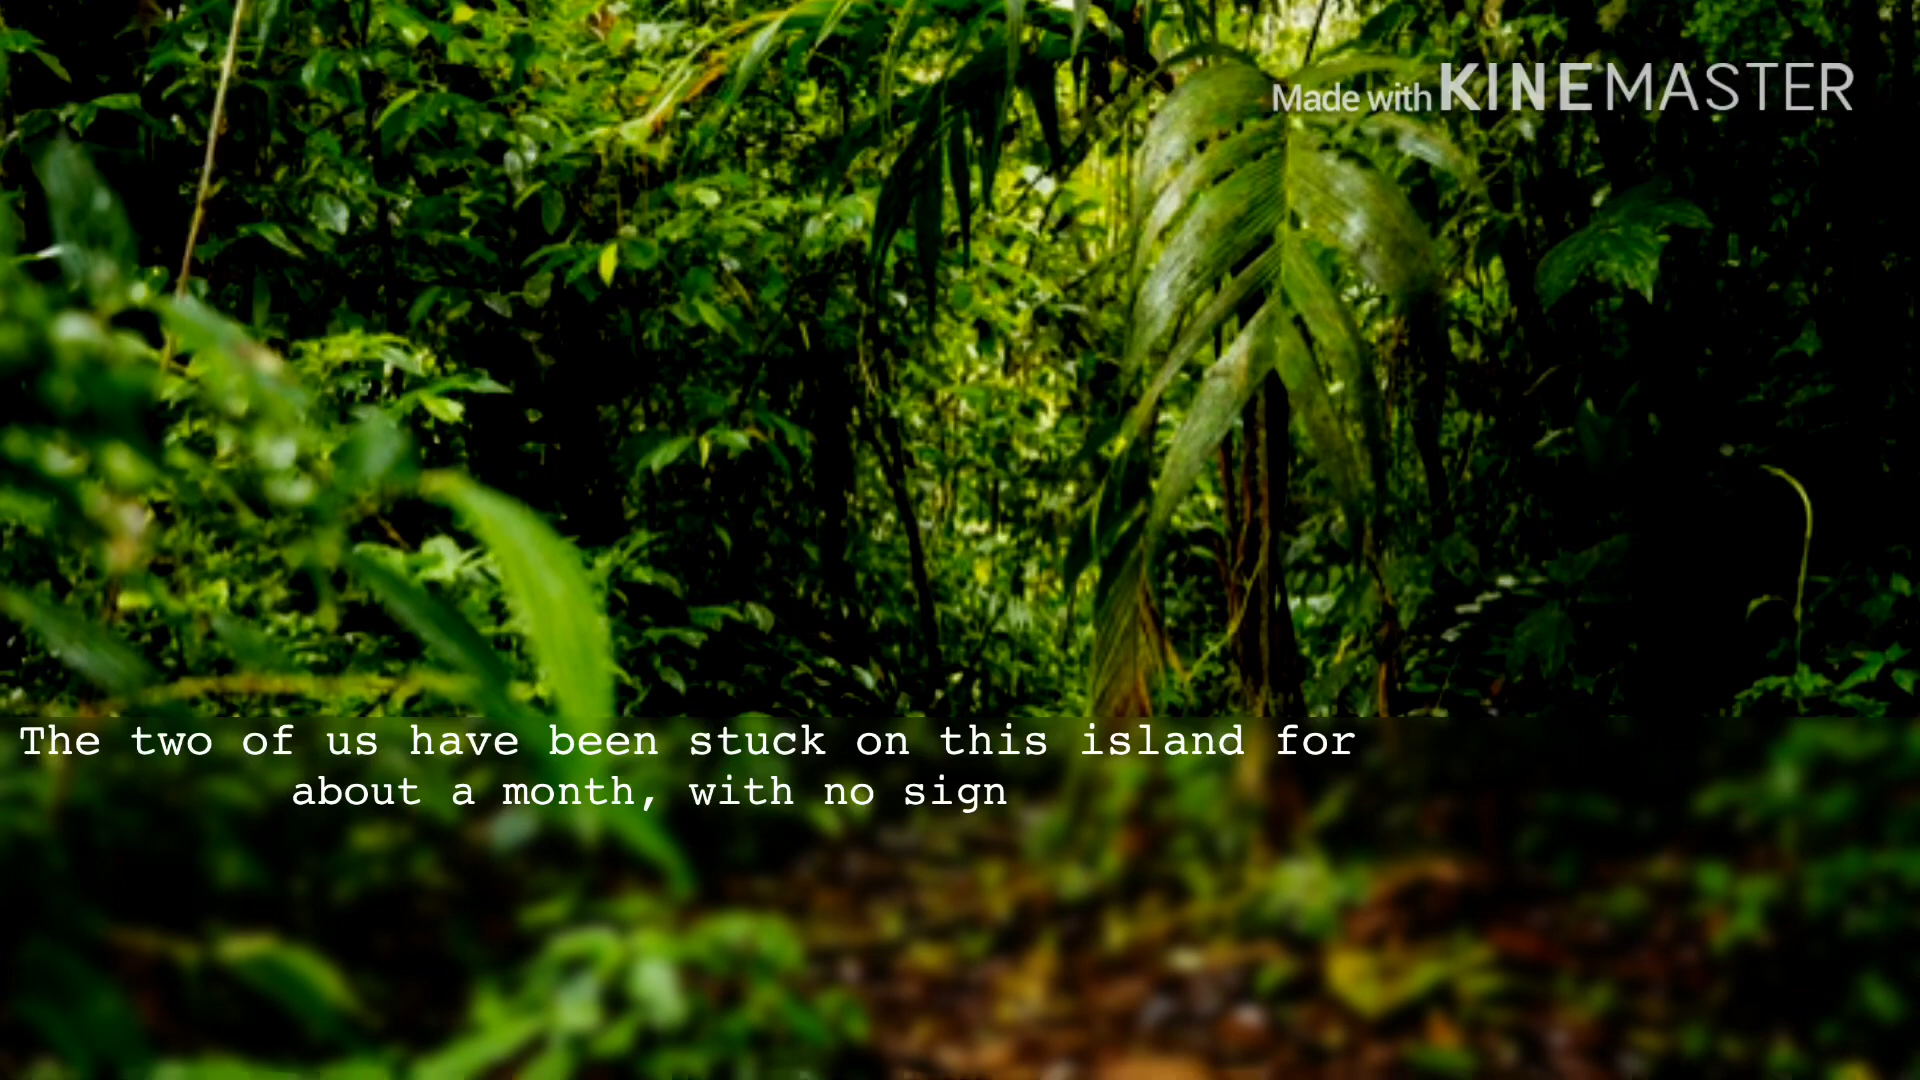 Made with KINEMASTER
The two of us have been stuck on this island for
about a month, with no sign